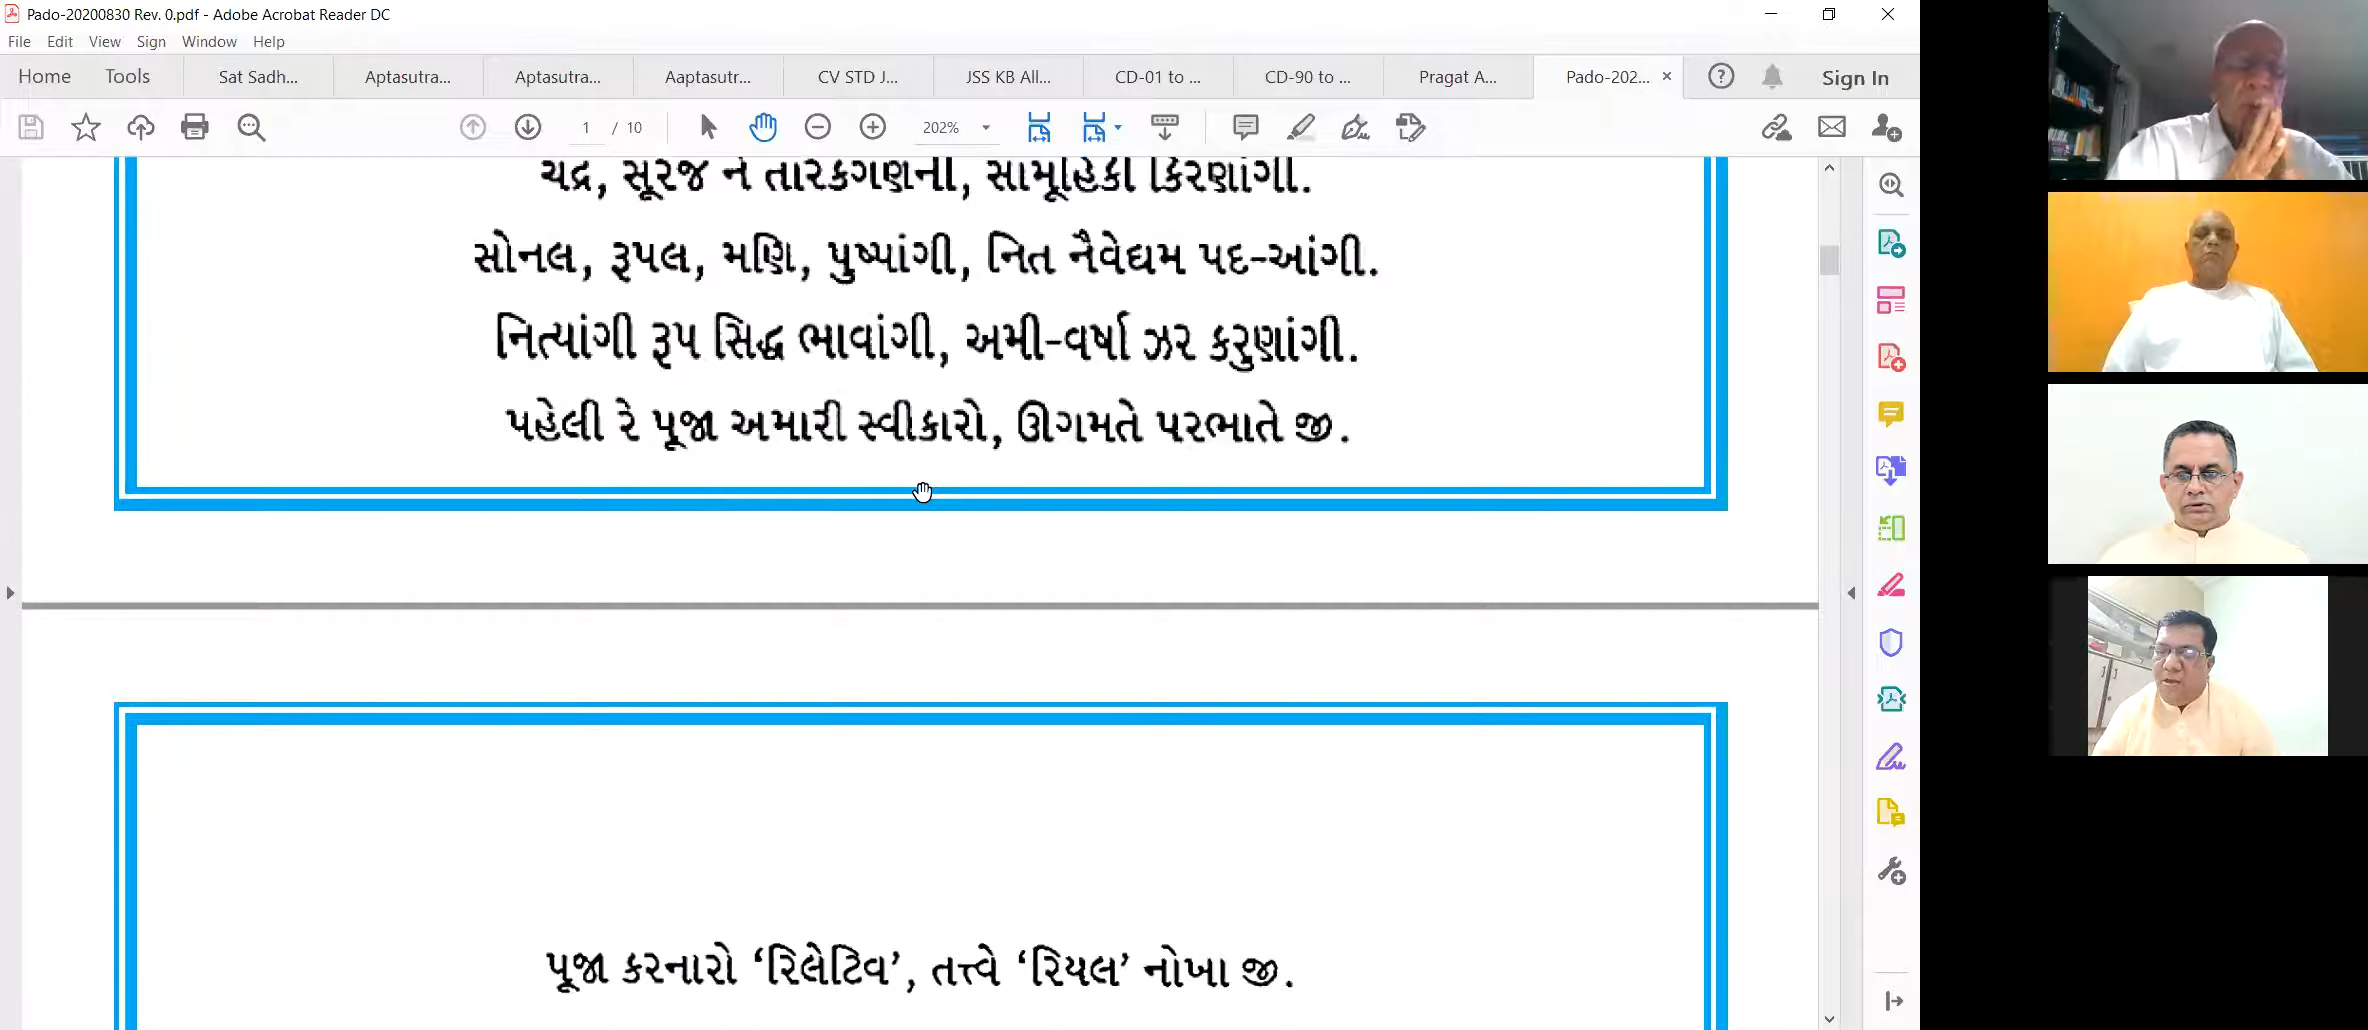 Pado-20200830 Rev. 0.pdf - Adobe Acrobat Reader DC
File Edit View Sign Window Help
Home Tools Sat Sadh... Aptasutra... Aptasutra... Aaptasutr... CV STD J... JSS KB All... CD-01 to ... CD-90 to ... Pragat A... Pado-202... Sign In
1 / 10 202%
ચંદ્ર, સૂરજ ને તારકગણની, સામૂહિકી કિરણાંગી.
સોનલ, રૂપલ, મણિ, પુષ્પાંગી, નિત નૈવેદ્યમ પદ-આંગી.
નિત્યાંગી રૂપ સિદ્ધ ભાવાંગી, અમી-વર્ષા ઝર કરુણાંગી.
પહેલી રે પૂજા અમારી સ્વીકારો, ઊગમતે પરભાતે જી.
પૂજા કરનારો ‘રિલેટિવ’, તત્ત્વે ‘રિયલ’ નોખા જી.